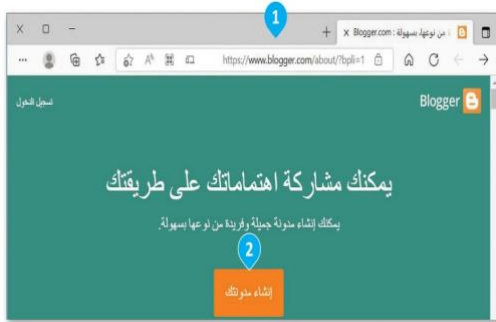 1
من نوعها، بسهولة : Blogger.com
https://www.blogger.com/about/?bpli=1
Blogger
تسجيل الدخول
يمكنك مشاركة اهتماماتك على طريقتك
يمكنك إنشاء مدونة جميلة وفريدة من نوعها بسهولة.
2
إنشاء مدونتك